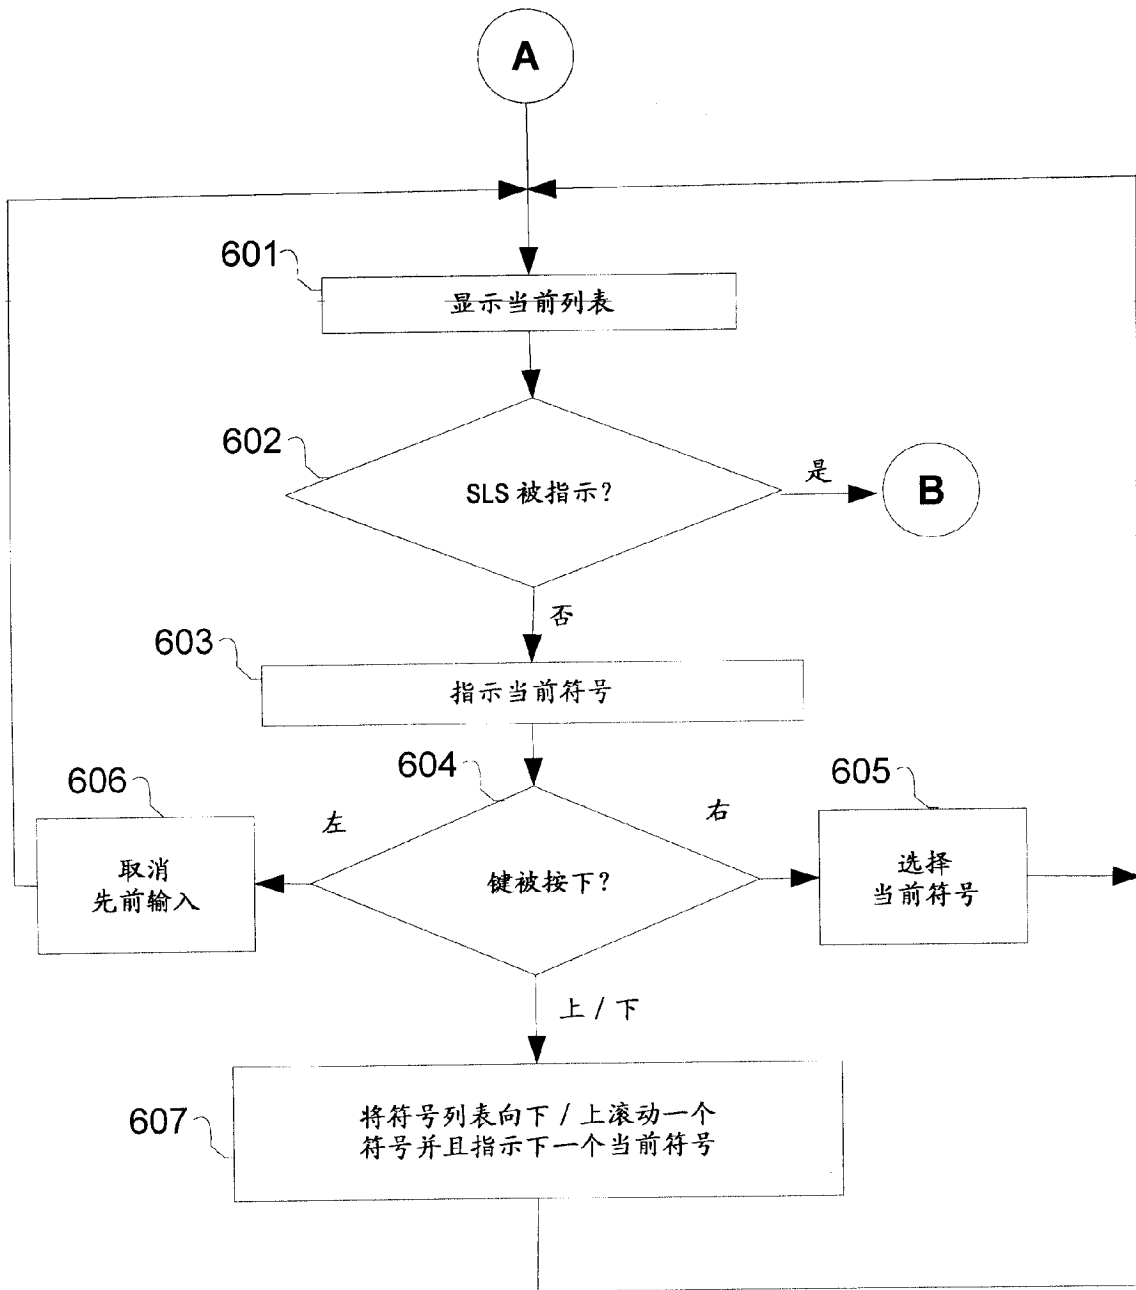 A
601
显示当前列表
602
SLS 被指示?
是
B
否
603
指示当前符号
604
605
606
左
右
取消
先前输入
键被按下?
选择
当前符号
上 / 下
607
将符号列表向下 / 上滚动一个
符号并且指示下一个当前符号